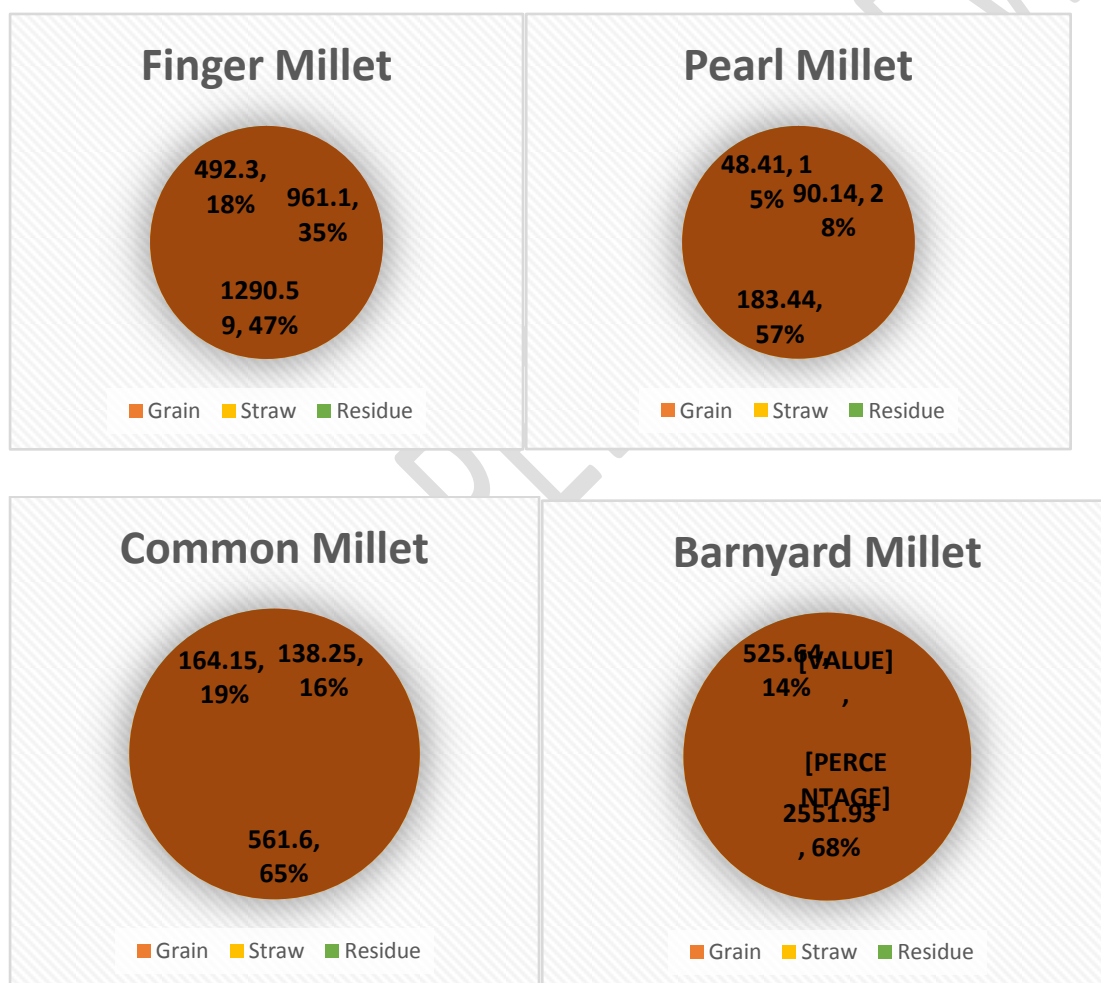 Finger Millet
492.3,
18%
961.1,
35%
1290.5
9, 47%
Grain Straw Residue
Pearl Millet
48.41, 1
5%
90.14, 2
8%
183.44,
57%
Grain Straw Residue
Common Millet
164.15,
19%
138.25,
16%
561.6,
65%
Grain Straw Residue
Barnyard Millet
525.64,
14%
[VALUE]
,
[PERCE
NTAGE]
2551.93
, 68%
Grain Straw Residue